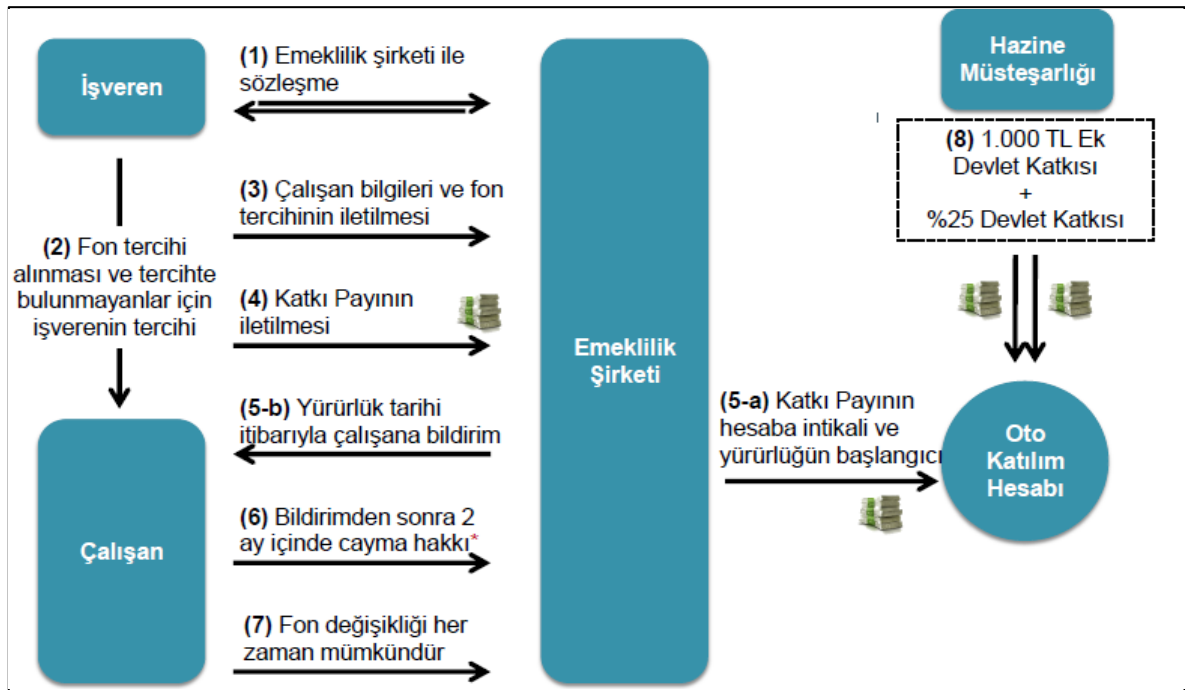 İşveren
(1) Emeklilik şirketi ile
sözleşme
Hazine
Müsteşarlığı
(8) 1.000 TL Ek
Devlet Katkısı
+
%25 Devlet Katkısı
(2) Fon tercihi
alınması ve tercihte
bulunmayanlar için
işverenin tercihi
(3) Çalışan bilgileri ve fon
tercihinin iletilmesi
(4) Katkı Payının
iletilmesi
Emeklilik
Şirketi
(5-a) Katkı Payının
hesaba intikali ve
yürürlüğün başlangıcı
Oto
Katılım
Hesabı
Çalışan
(5-b) Yürürlük tarihi
itibarıyla çalışana bildirim
(6) Bildirimden sonra 2
ay içinde cayma hakkı*
(7) Fon değişikliği her
zaman mümkündür